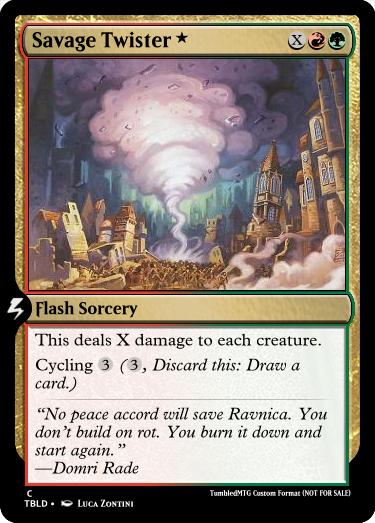 Savage Twister ★ X
Flash Sorcery
This deals X damage to each creature.
Cycling 3 (3, Discard this: Draw a
card.)
“No peace accord will save Ravnica. You
don’t build on rot. You burn it down and
start again.”
—Domri Rade
C
TBLD • Luca Zontini
TumbledMTG Custom Format (NOT FOR SALE)